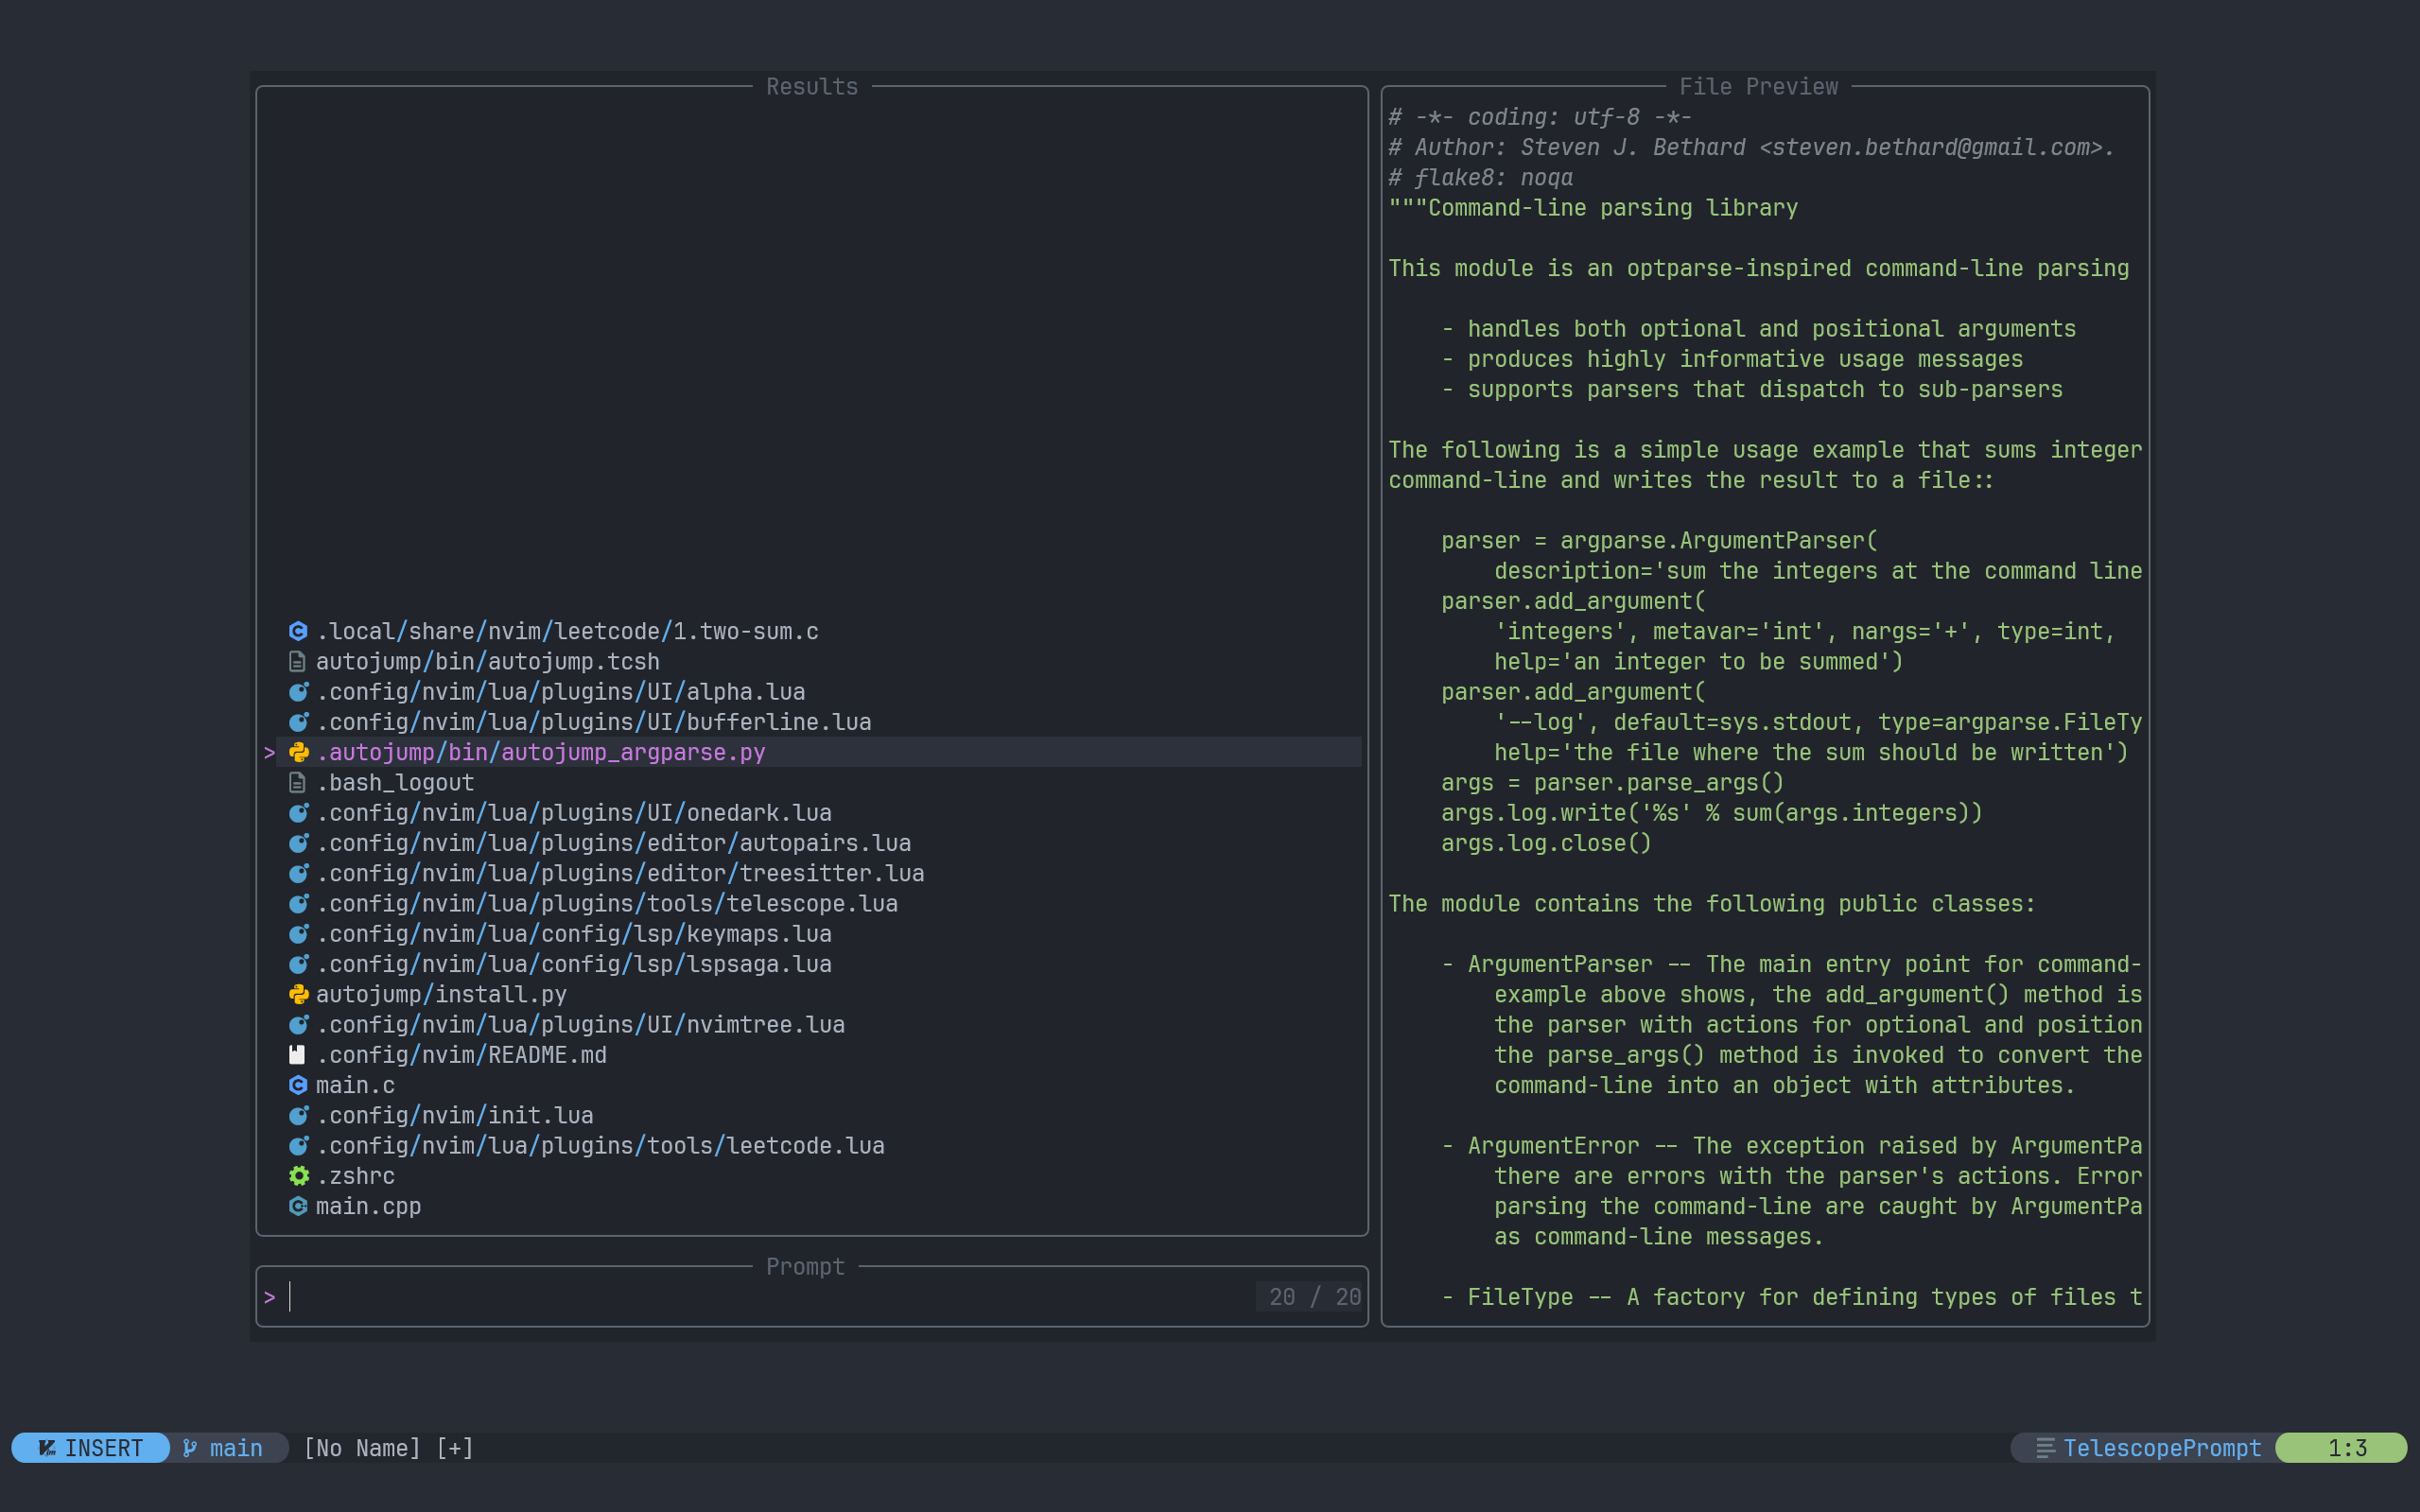 Results
.local/share/nvim/leetcode/1.two-sum.c
autojump/bin/autojump.tcsh
.config/nvim/lua/plugins/UI/alpha.lua
.config/nvim/lua/plugins/UI/bufferline.lua
> .autojump/bin/autojump_argparse.py
.bash_logout
.config/nvim/lua/plugins/UI/onedark.lua
.config/nvim/lua/plugins/editor/autopairs.lua
.config/nvim/lua/plugins/editor/treesitter.lua
.config/nvim/lua/plugins/tools/telescope.lua
.config/nvim/lua/config/lsp/keymaps.lua
.config/nvim/lua/config/lsp/lspsaga.lua
autojump/install.py
.config/nvim/lua/plugins/UI/nvimtree.lua
.config/nvim/README.md
main.c
.config/nvim/init.lua
.config/nvim/lua/plugins/tools/leetcode.lua
.zshrc
main.cpp
Prompt
> 20 / 20
File Preview
# -*- coding: utf-8 -*-
# Author: Steven J. Bethard <steven.bethard@gmail.com>.
# flake8: noqa
"""Command-line parsing library
This module is an optparse-inspired command-line parsing
- handles both optional and positional arguments
- produces highly informative usage messages
- supports parsers that dispatch to sub-parsers
The following is a simple usage example that sums integer
command-line and writes the result to a file::
parser = argparse.ArgumentParser(
description='sum the integers at the command line
parser.add_argument(
'integers', metavar='int', nargs='+', type=int,
help='an integer to be summed')
parser.add_argument(
'--log', default=sys.stdout, type=argparse.FileTy
help='the file where the sum should be written')
args = parser.parse_args()
args.log.write('%s' % sum(args.integers))
args.log.close()
The module contains the following public classes:
- ArgumentParser -- The main entry point for command-
example above shows, the add_argument() method is
the parser with actions for optional and position
the parse_args() method is invoked to convert the
command-line into an object with attributes.
- ArgumentError -- The exception raised by ArgumentPa
there are errors with the parser's actions. Error
parsing the command-line are caught by ArgumentPa
as command-line messages.
- FileType -- A factory for defining types of files t
INSERT main [No Name] [+] TelescopePrompt 1:3